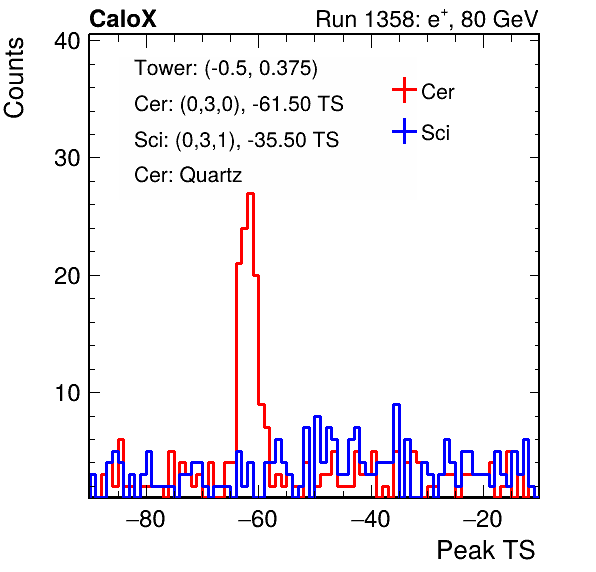 CaloX Run 1358: e+, 80 GeV
Counts
40
30
20
10
Tower: (-0.5, 0.375)
Cer: (0,3,0), -61.50 TS
Sci: (0,3,1), -35.50 TS
Cer: Quartz
Cer
Sci
−80 −60 −40 −20
Peak TS